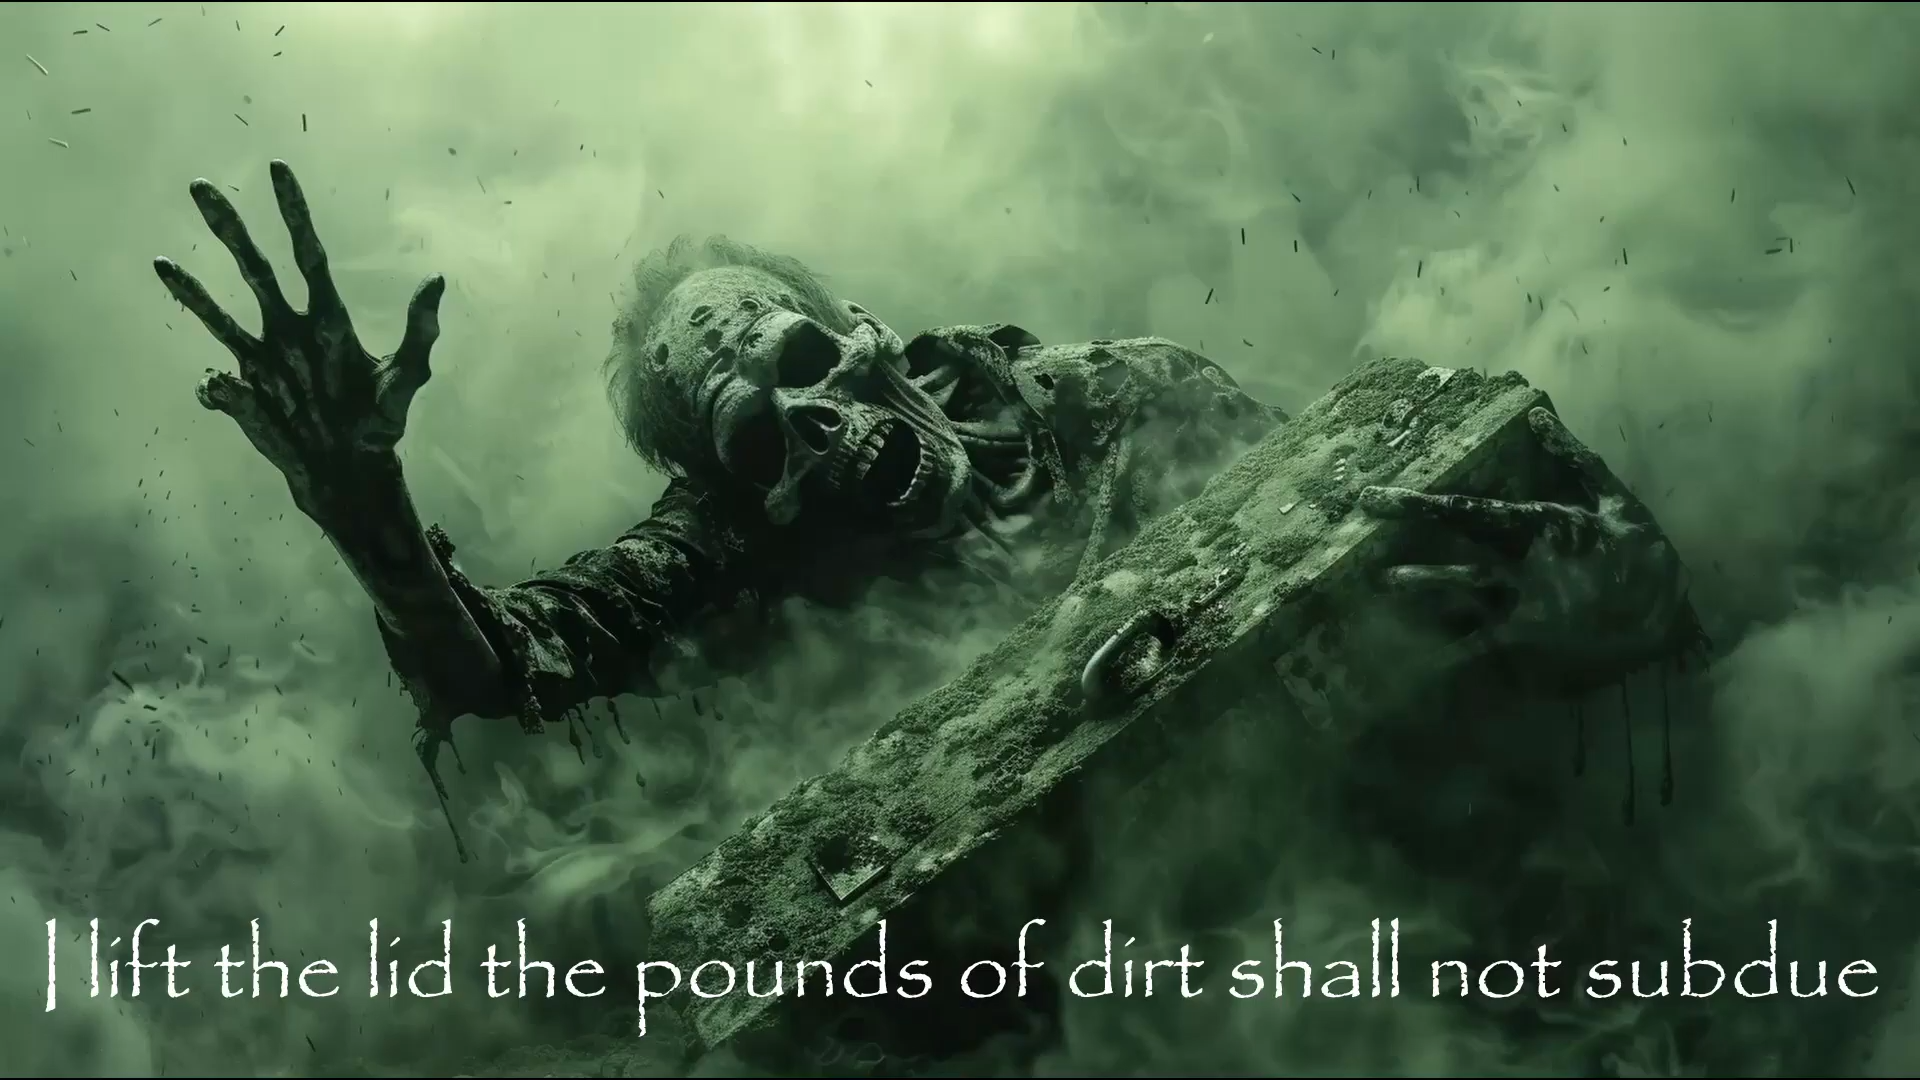 I lift the lid the pounds of dirt shall not subdue